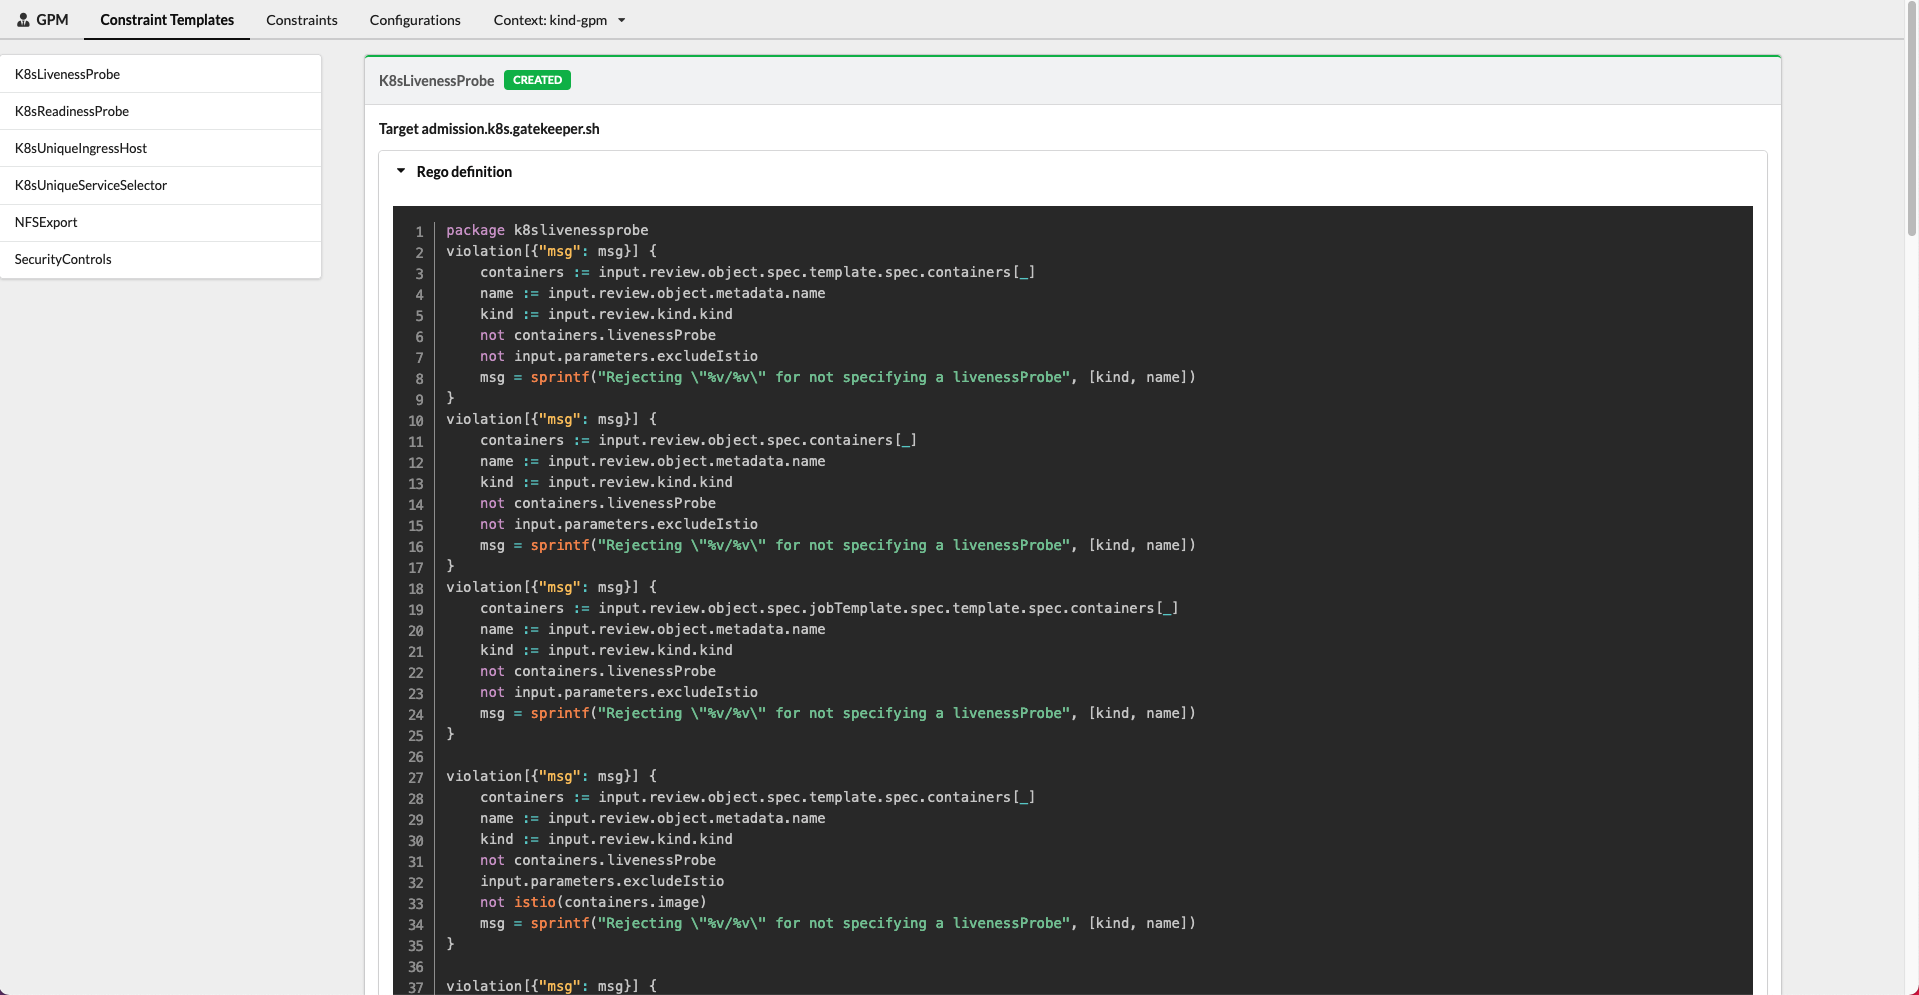 GPM Constraint Templates Constraints Configurations Context: kind-gpm
K8sLivenessProbe
K8sReadinessProbe
K8sUniqueIngressHost
K8sUniqueServiceSelector
NFSExport
SecurityControls
K8sLivenessProbe CREATED
Target admission.k8s.gatekeeper.sh
Rego definition
1 package k8slivenessprobe
2 violation[{"msg": msg}] {
3     containers := input.review.object.spec.template.spec.containers[_]
4     name := input.review.object.metadata.name
5     kind := input.review.kind.kind
6     not containers.livenessProbe
7     not input.parameters.excludeIstio
8     msg = sprintf("Rejecting \"%v/%v\" for not specifying a livenessProbe", [kind, name])
9 }
10 violation[{"msg": msg}] {
11     containers := input.review.object.spec.containers[_]
12     name := input.review.object.metadata.name
13     kind := input.review.kind.kind
14     not containers.livenessProbe
15     not input.parameters.excludeIstio
16     msg = sprintf("Rejecting \"%v/%v\" for not specifying a livenessProbe", [kind, name])
17 }
18 violation[{"msg": msg}] {
19     containers := input.review.object.spec.jobTemplate.spec.template.spec.containers[_]
20     name := input.review.object.metadata.name
21     kind := input.review.kind.kind
22     not containers.livenessProbe
23     not input.parameters.excludeIstio
24     msg = sprintf("Rejecting \"%v/%v\" for not specifying a livenessProbe", [kind, name])
25 }
26
27 violation[{"msg": msg}] {
28     containers := input.review.object.spec.template.spec.containers[_]
29     name := input.review.object.metadata.name
30     kind := input.review.kind.kind
31     not containers.livenessProbe
32     input.parameters.excludeIstio
33     not istio(containers.image)
34     msg = sprintf("Rejecting \"%v/%v\" for not specifying a livenessProbe", [kind, name])
35 }
36
37 violation[{"msg": msg}] {